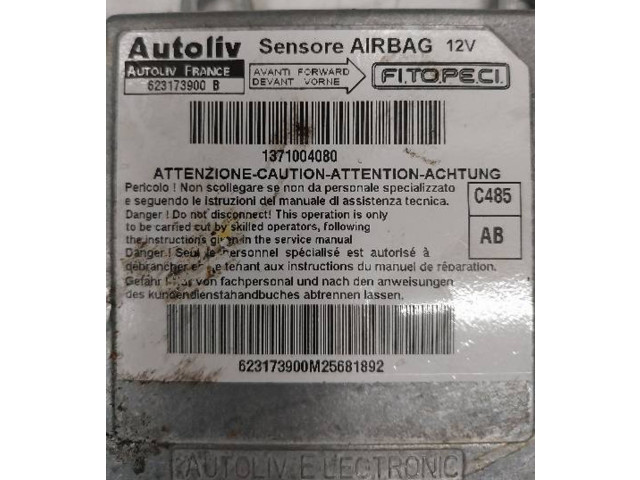 Autoliv Sensore AIRBAG 12V
AUTOLIV FRANCE
623173900 B
AVANTI FORWARD
DEVANT VORNE
FI.TO.PE.CI.
1371004080
ATTENZIONE-CAUTION-ATTENTION-ACHTUNG
Pericolo ! Non scollegare se non da personale specializzato
e seguendo le istruzioni del manuale di assistenza tecnica.
Danger ! Do not disconnect! This operation is only
to be carried cut by skilled operators, following
the instructions given in the service manual
Danger ! Seul le personnel spécialisé est autorisé à
débrancher en se tenant aux instructions du manuel de réparation.
Gefahr ! Nur von fachpersonal und nach den anweisungen
des kundendienstahandbuches abtrennen lassen.
C485
AB
623173900M25681892
AUTOLIV ELECTRONIC